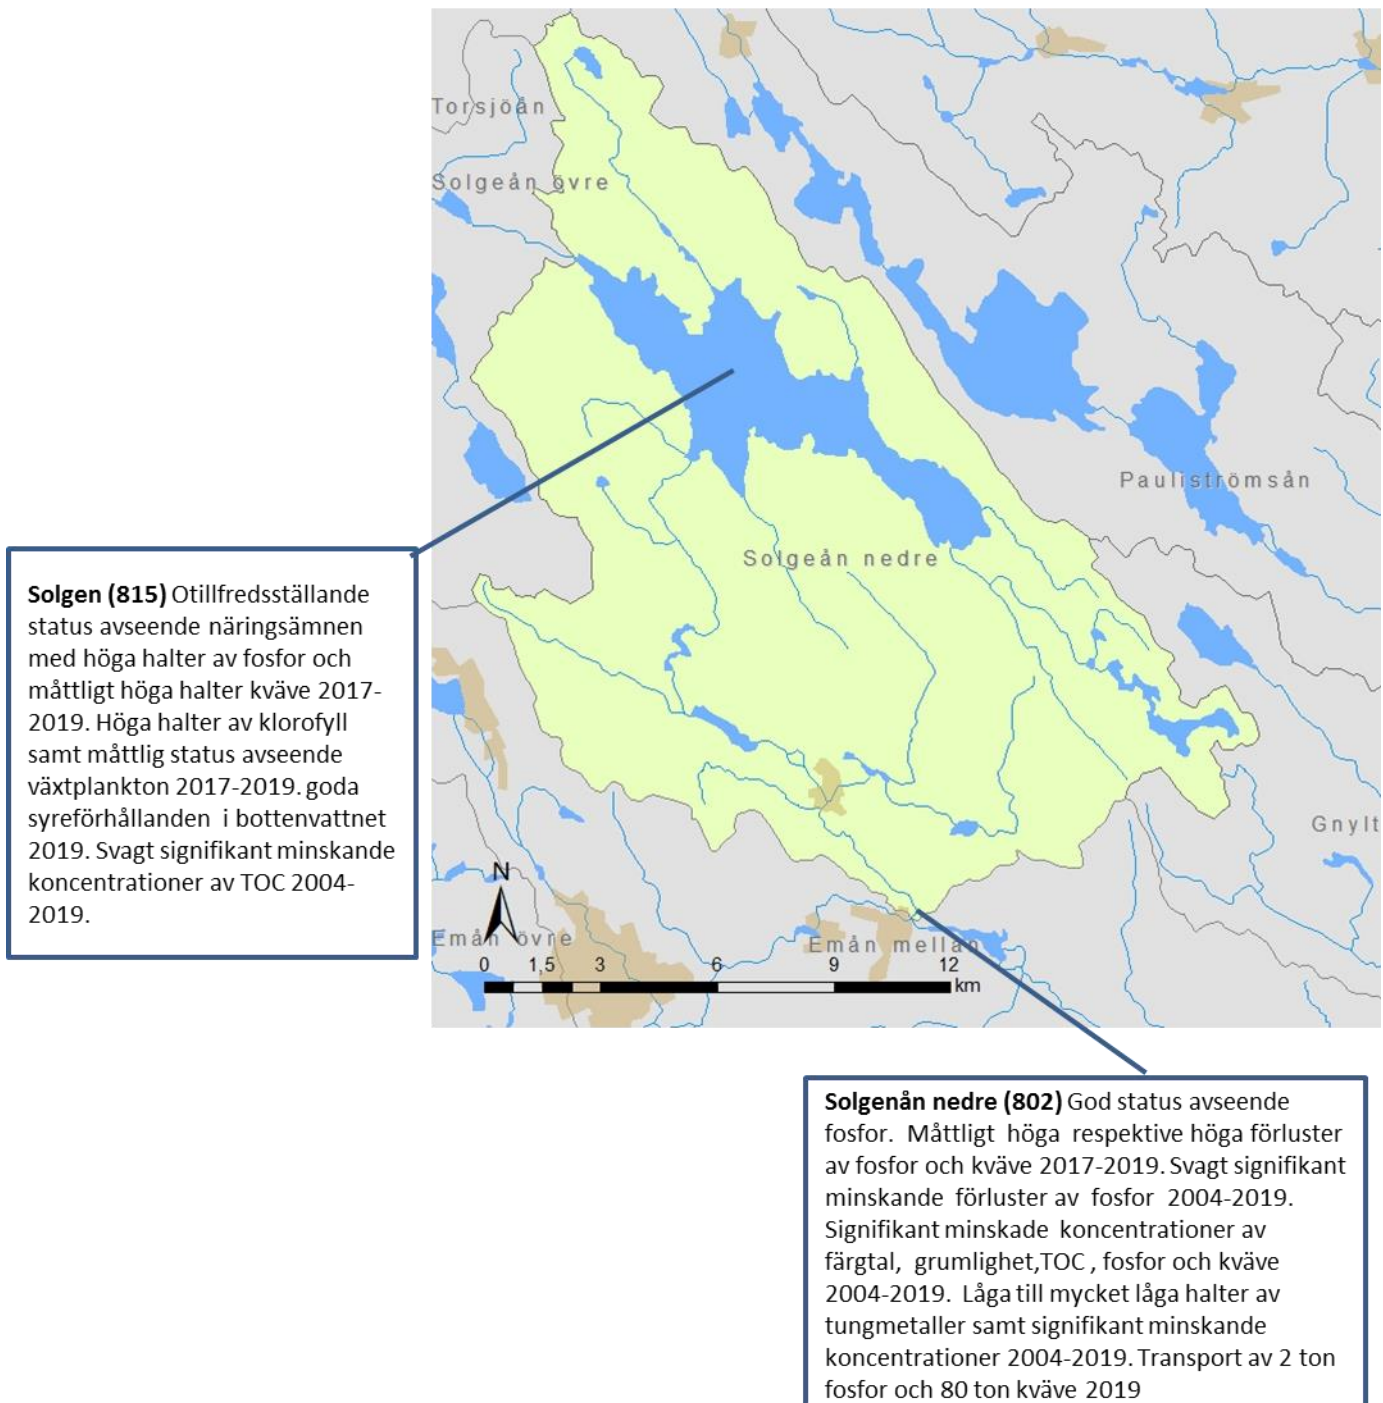 Torsjöån
Solgeån övre
Pauliströmsån
Solgeån nedre
Solgen (815) Otillfredsställande
status avseende näringsämnen
med höga halter av fosfor och
måttligt höga halter kväve 2017-
2019. Höga halter av klorofyll
samt måttlig status avseende
växtplankton 2017-2019. goda
syreförhållanden i bottenvattnet
2019. Svagt signifikant minskande
koncentrationer av TOC 2004-
2019.
Gnylt
N
Emån övre
Emån mellan
0 1,5 3 6 9 12
km
Solgenån nedre (802) God status avseende
fosfor. Måttligt höga respektive höga förluster
av fosfor och kväve 2017-2019. Svagt signifikant
minskande förluster av fosfor 2004-2019.
Signifikant minskade koncentrationer av
färgtal, grumlighet,TOC , fosfor och kväve
2004-2019. Låga till mycket låga halter av
tungmetaller samt signifikant minskande
koncentrationer 2004-2019. Transport av 2 ton
fosfor och 80 ton kväve 2019